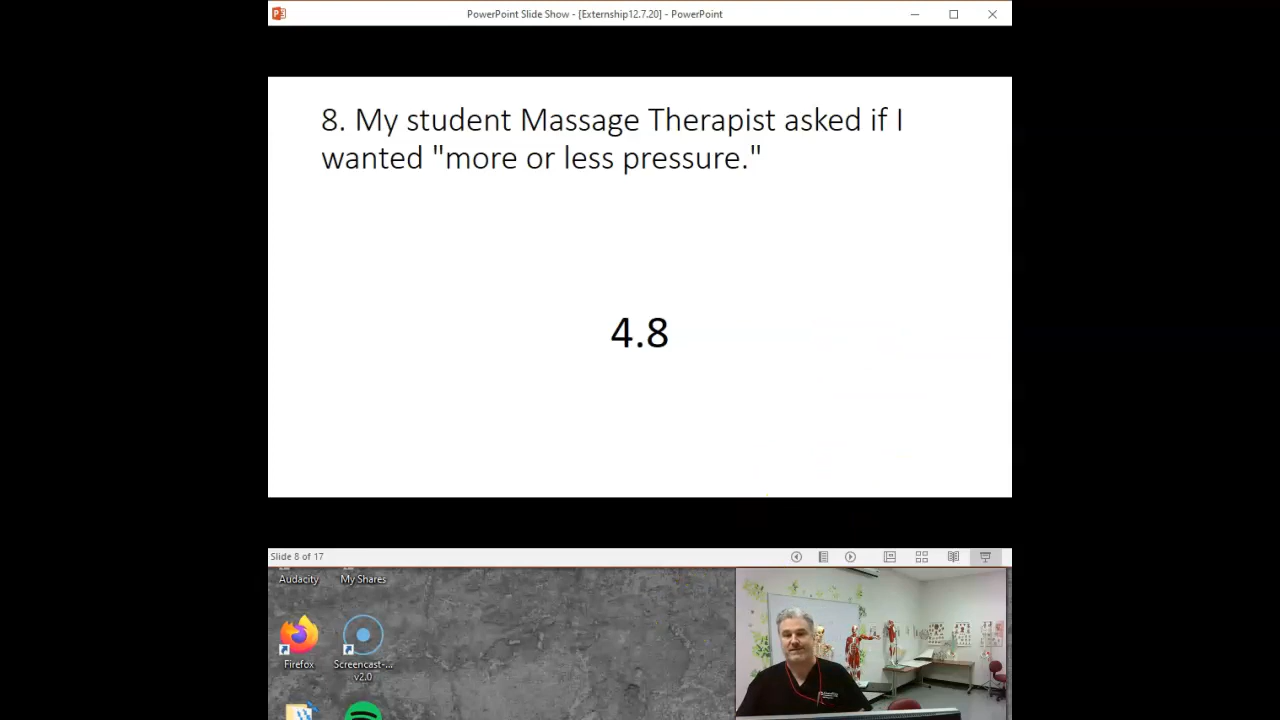 PowerPoint Slide Show - [Externship12.7.20] - PowerPoint
8. My student Massage Therapist asked if I
wanted "more or less pressure."
4.8
Slide 8 of 17
Audacity
My Shares
Firefox
Screencast-...
v2.0